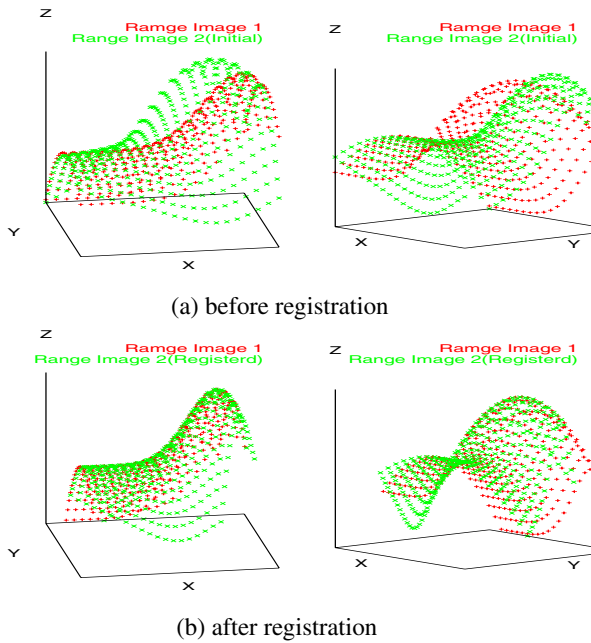 Z
Ramge Image 1
Range Image 2(Initial)
Y
X
Z
Ramge Image 1
Range Image 2(Initial)
X
Y
(a) before registration
Z
Ramge Image 1
Range Image 2(Registerd)
Y
X
Z
Ramge Image 1
Range Image 2(Registerd)
X
Y
(b) after registration